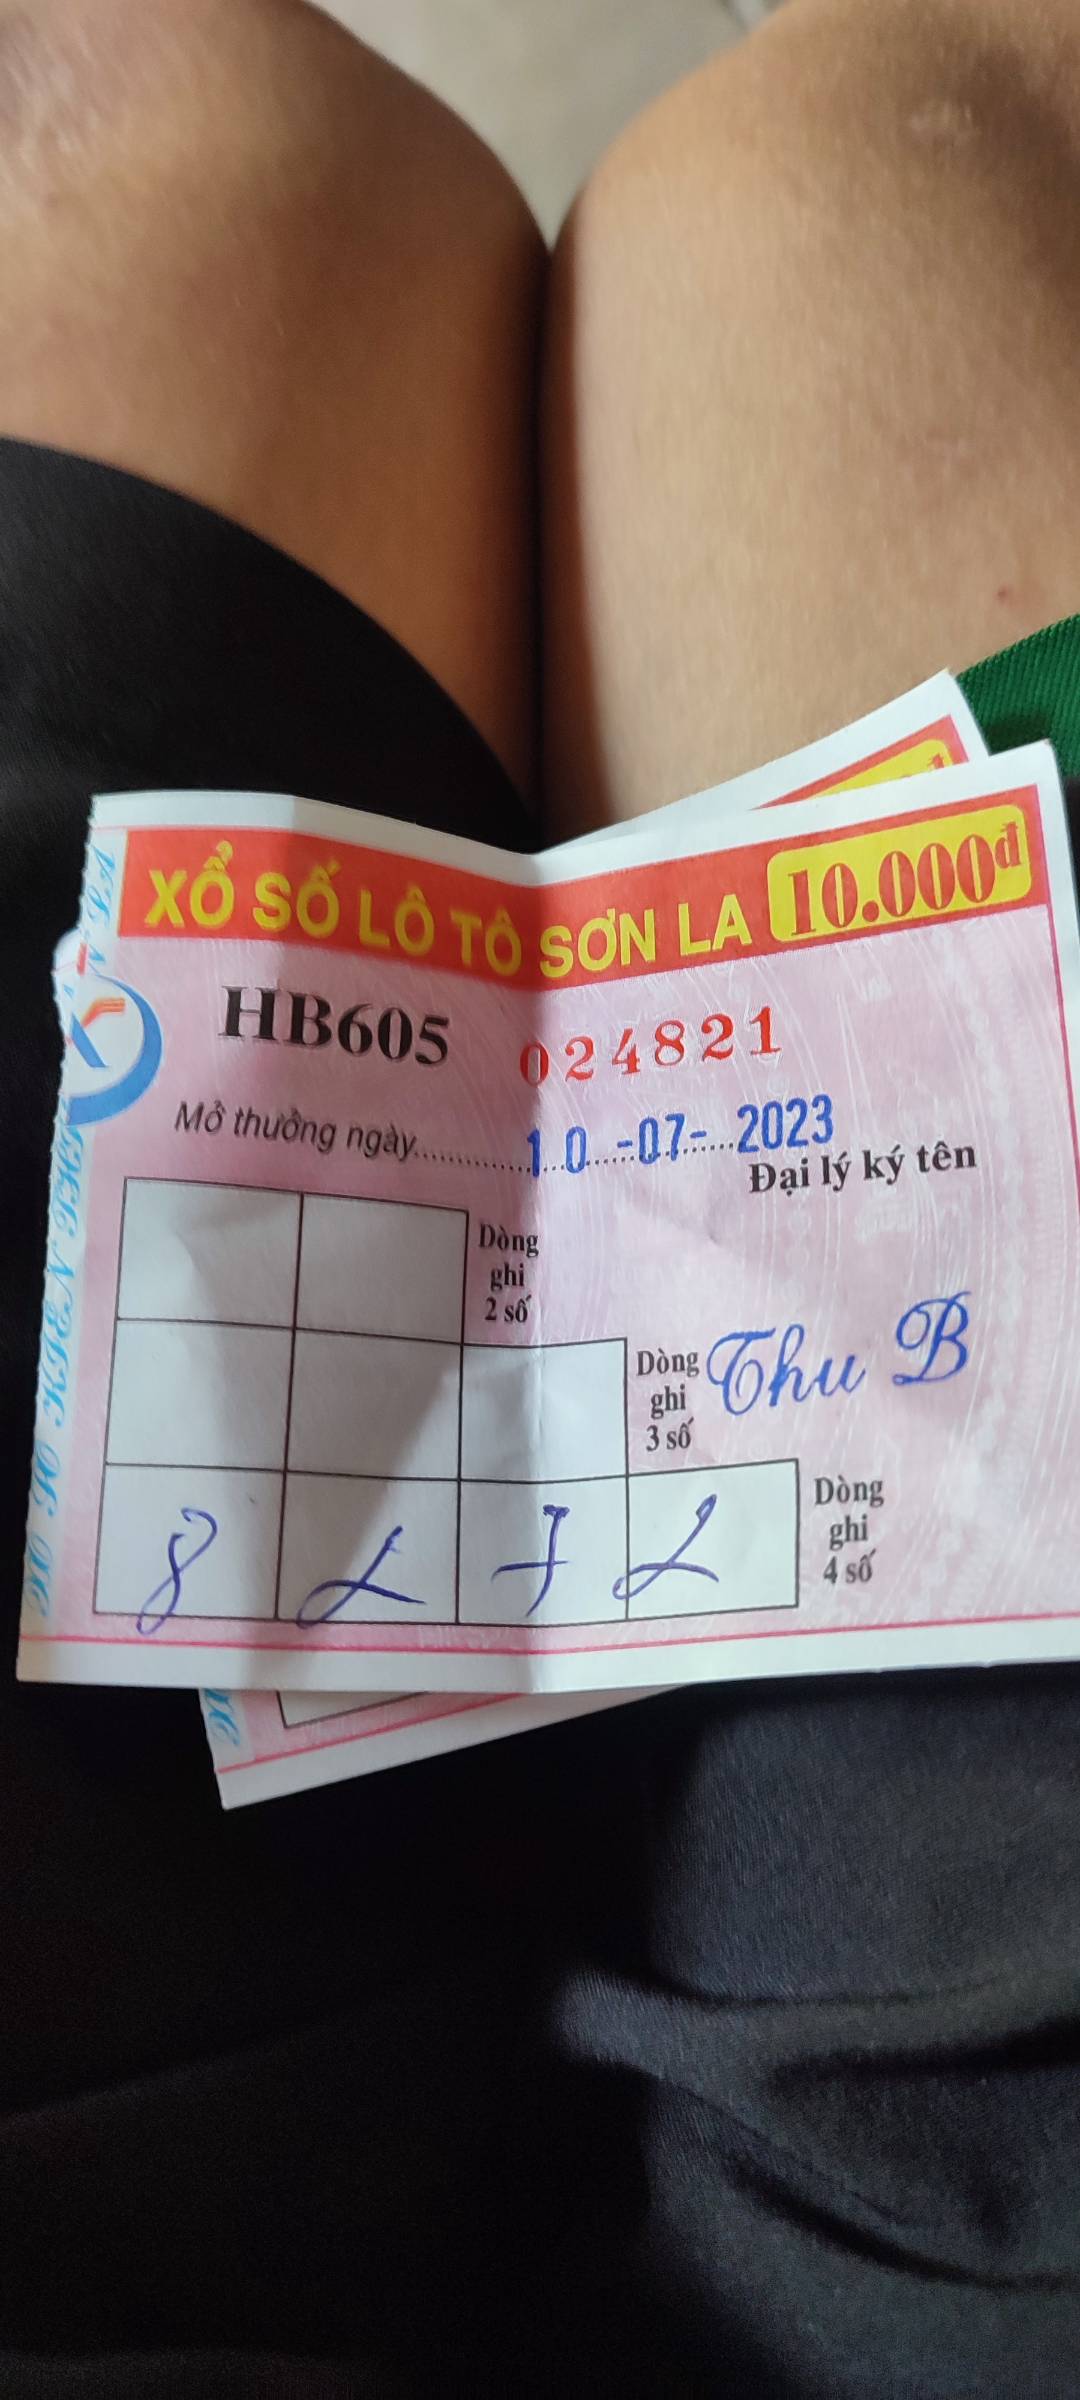 XỔ SỐ LÔ TÔ SƠN LA 10.000đ
HB605 024821
Mở thưởng ngày 10-07-2023
Đại lý ký tên
Dòng
ghi
2 số
Dòng
ghi
3 số
Thu B
8 2 7 2
Dòng
ghi
4 số